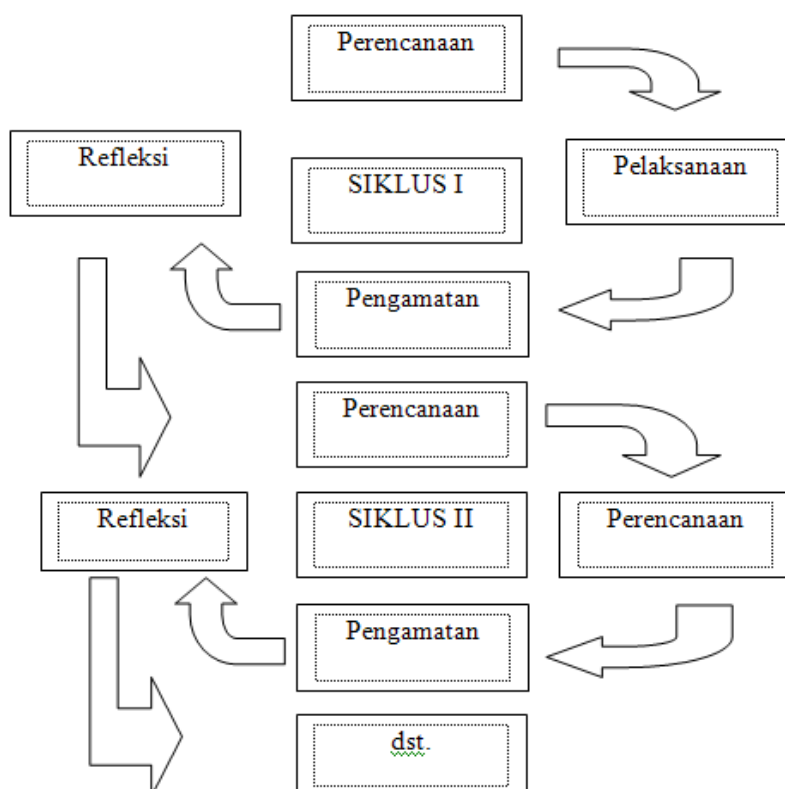 Perencanaan
Refleksi
SIKLUS I
Pelaksanaan
Pengamatan
Perencanaan
Refleksi
SIKLUS II
Perencanaan
Pengamatan
dst.